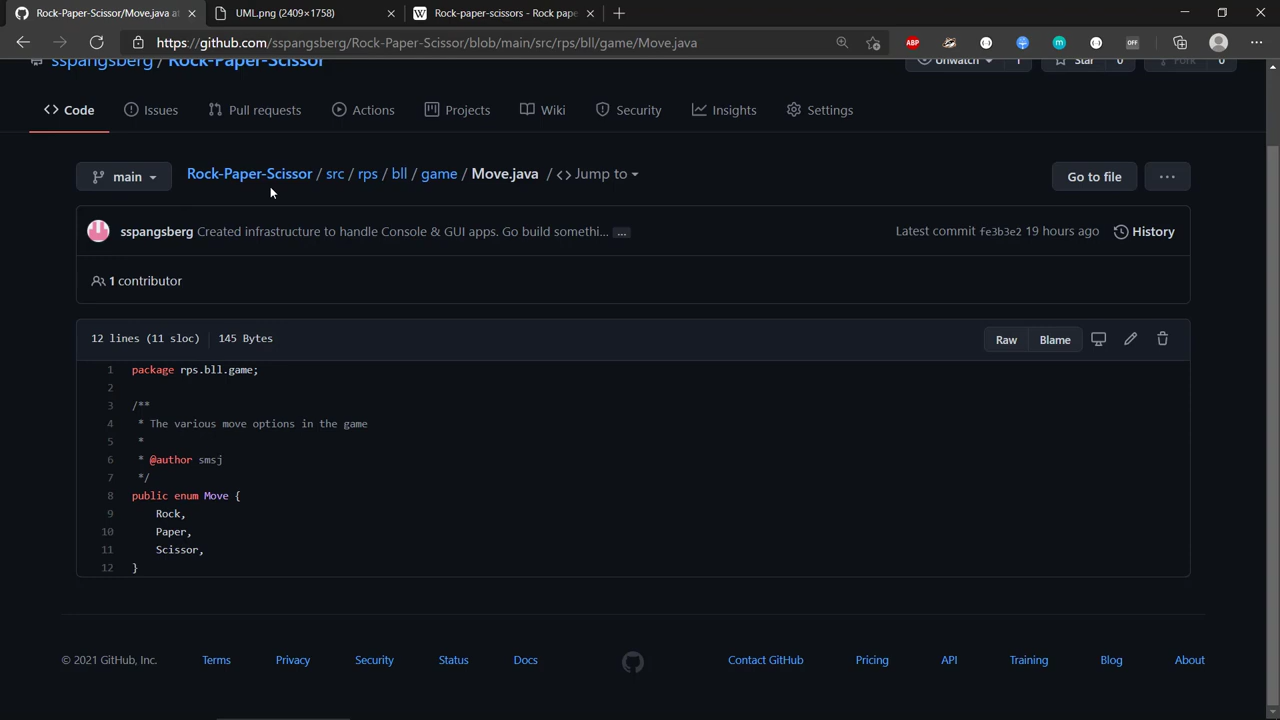 Rock-Paper-Scissor/Move.java at
UML.png (2409×1758)
W Rock-paper-scissors - Rock pape
https://github.com/sspangsberg/Rock-Paper-Scissor/blob/main/src/rps/bll/game/Move.java
ABP
m
OFF
sspangsberg / Rock-Paper-Scissor
Unwatch 1
Star 0
Fork 0
Code
Issues
Pull requests
Actions
Projects
Wiki
Security
Insights
Settings
main
Rock-Paper-Scissor / src / rps / bll / game / Move.java / <> Jump to
Go to file
...
sspangsberg Created infrastructure to handle Console & GUI apps. Go build somethi... ...
Latest commit fe3b3e2 19 hours ago
History
1 contributor
12 lines (11 sloc) 145 Bytes
Raw
Blame
1 package rps.bll.game;
2
3 /**
4 * The various move options in the game
5 *
6 * @author smsj
7 */
8 public enum Move {
9 Rock,
10 Paper,
11 Scissor,
12 }
© 2021 GitHub, Inc.
Terms
Privacy
Security
Status
Docs
Contact GitHub
Pricing
API
Training
Blog
About